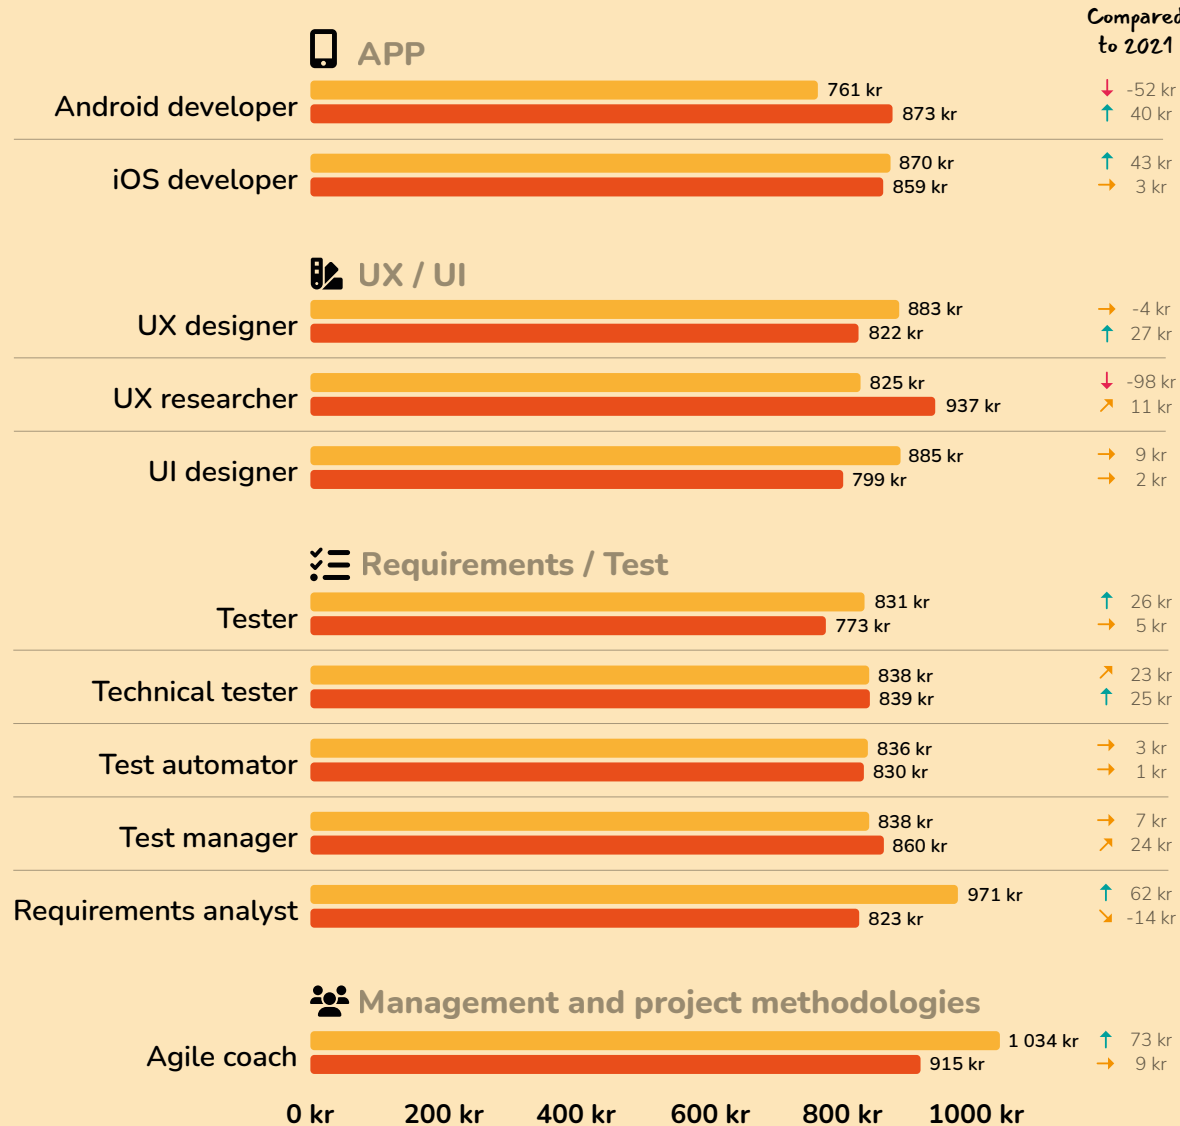 Compared
to 2021
APP
Android developer
761 kr
-52 kr
873 kr
40 kr
iOS developer
870 kr
43 kr
859 kr
3 kr
UX / UI
UX designer
883 kr
-4 kr
822 kr
27 kr
UX researcher
825 kr
-98 kr
937 kr
11 kr
UI designer
885 kr
9 kr
799 kr
2 kr
Requirements / Test
Tester
831 kr
26 kr
773 kr
5 kr
Technical tester
838 kr
23 kr
839 kr
25 kr
Test automator
836 kr
3 kr
830 kr
1 kr
Test manager
838 kr
7 kr
860 kr
24 kr
Requirements analyst
971 kr
62 kr
823 kr
-14 kr
Management and project methodologies
Agile coach
1 034 kr
73 kr
915 kr
9 kr
0 kr 200 kr 400 kr 600 kr 800 kr 1000 kr